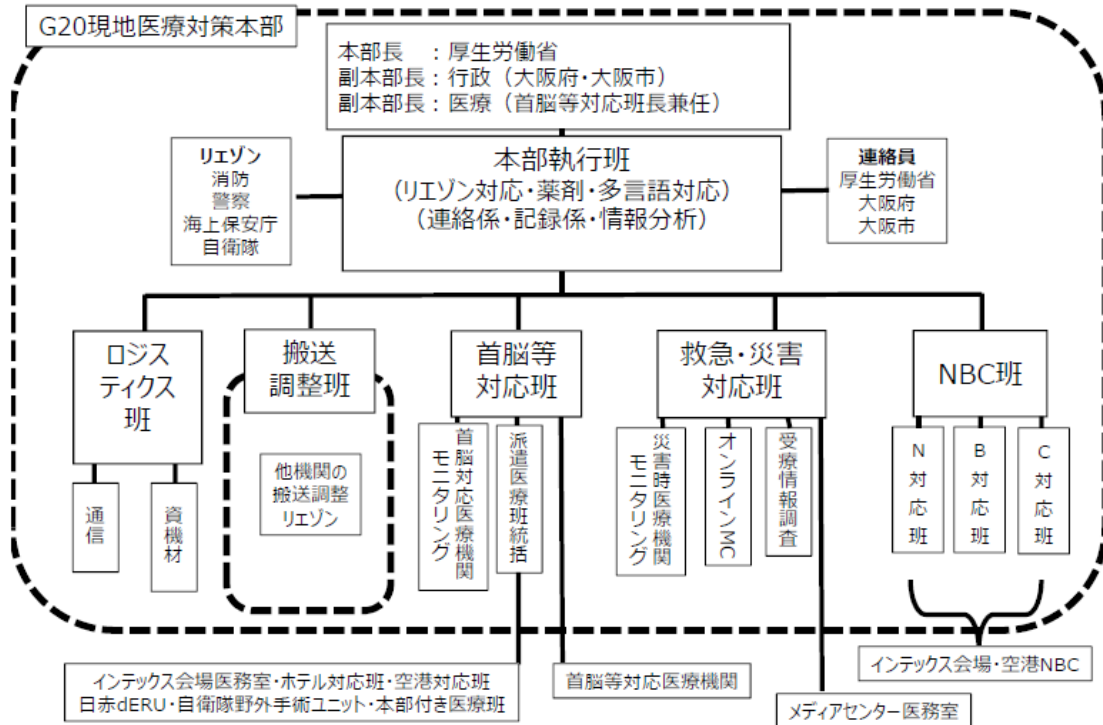 G20現地医療対策本部
本部長　：厚生労働省
副本部長：行政（大阪府・大阪市）
副本部長：医療（首脳等対応班長兼任）
リエゾン
消防
警察
海上保安庁
自衛隊
本部執行班
（リエゾン対応・薬剤・多言語対応）
（連絡係・記録係・情報分析）
連絡員
厚生労働省
大阪府
大阪市
ロジス
ティクス
班
搬送
調整班
首脳等
対応班
救急・災害
対応班
NBC班
通信
資機材
他機関の
搬送調整
リエゾン
首脳対応医療機関
モニタリング
派遣医療班統括
災害時医療機関
モニタリング
オンラインMC
受療情報調査
N対応班
B対応班
C対応班
インテックス会場医務室・ホテル対応班・空港対応班
日赤dERU・自衛隊野外手術ユニット・本部付き医療班
首脳等対応医療機関
メディアセンター医務室
インテックス会場・空港NBC